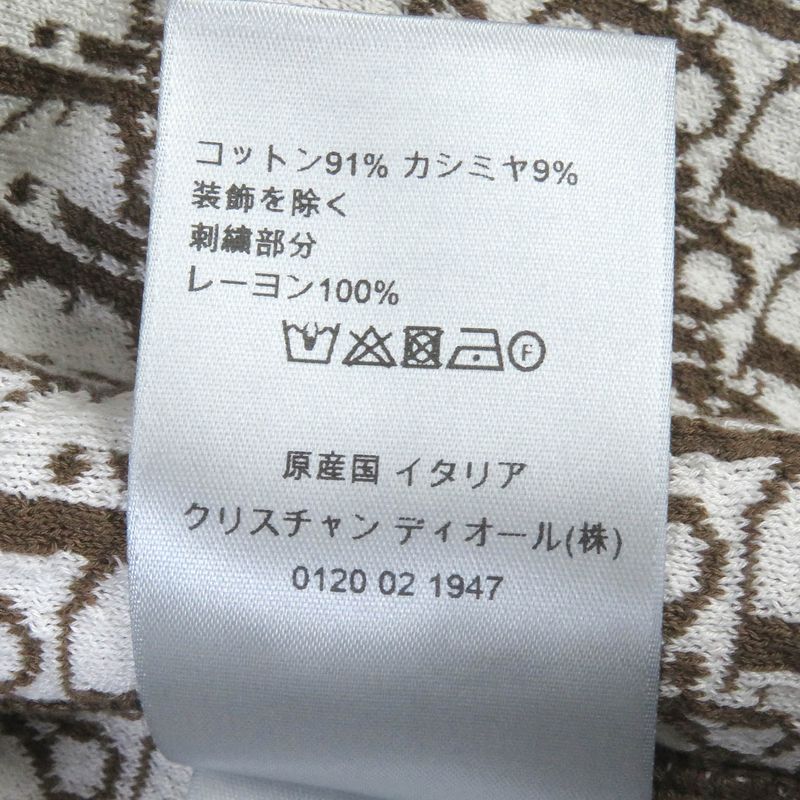 コットン91% カシミヤ9%
装飾を除く
刺繍部分
レーヨン100%
F
原産国 イタリア
クリスチャン ディオール(株)
0120 02 1947